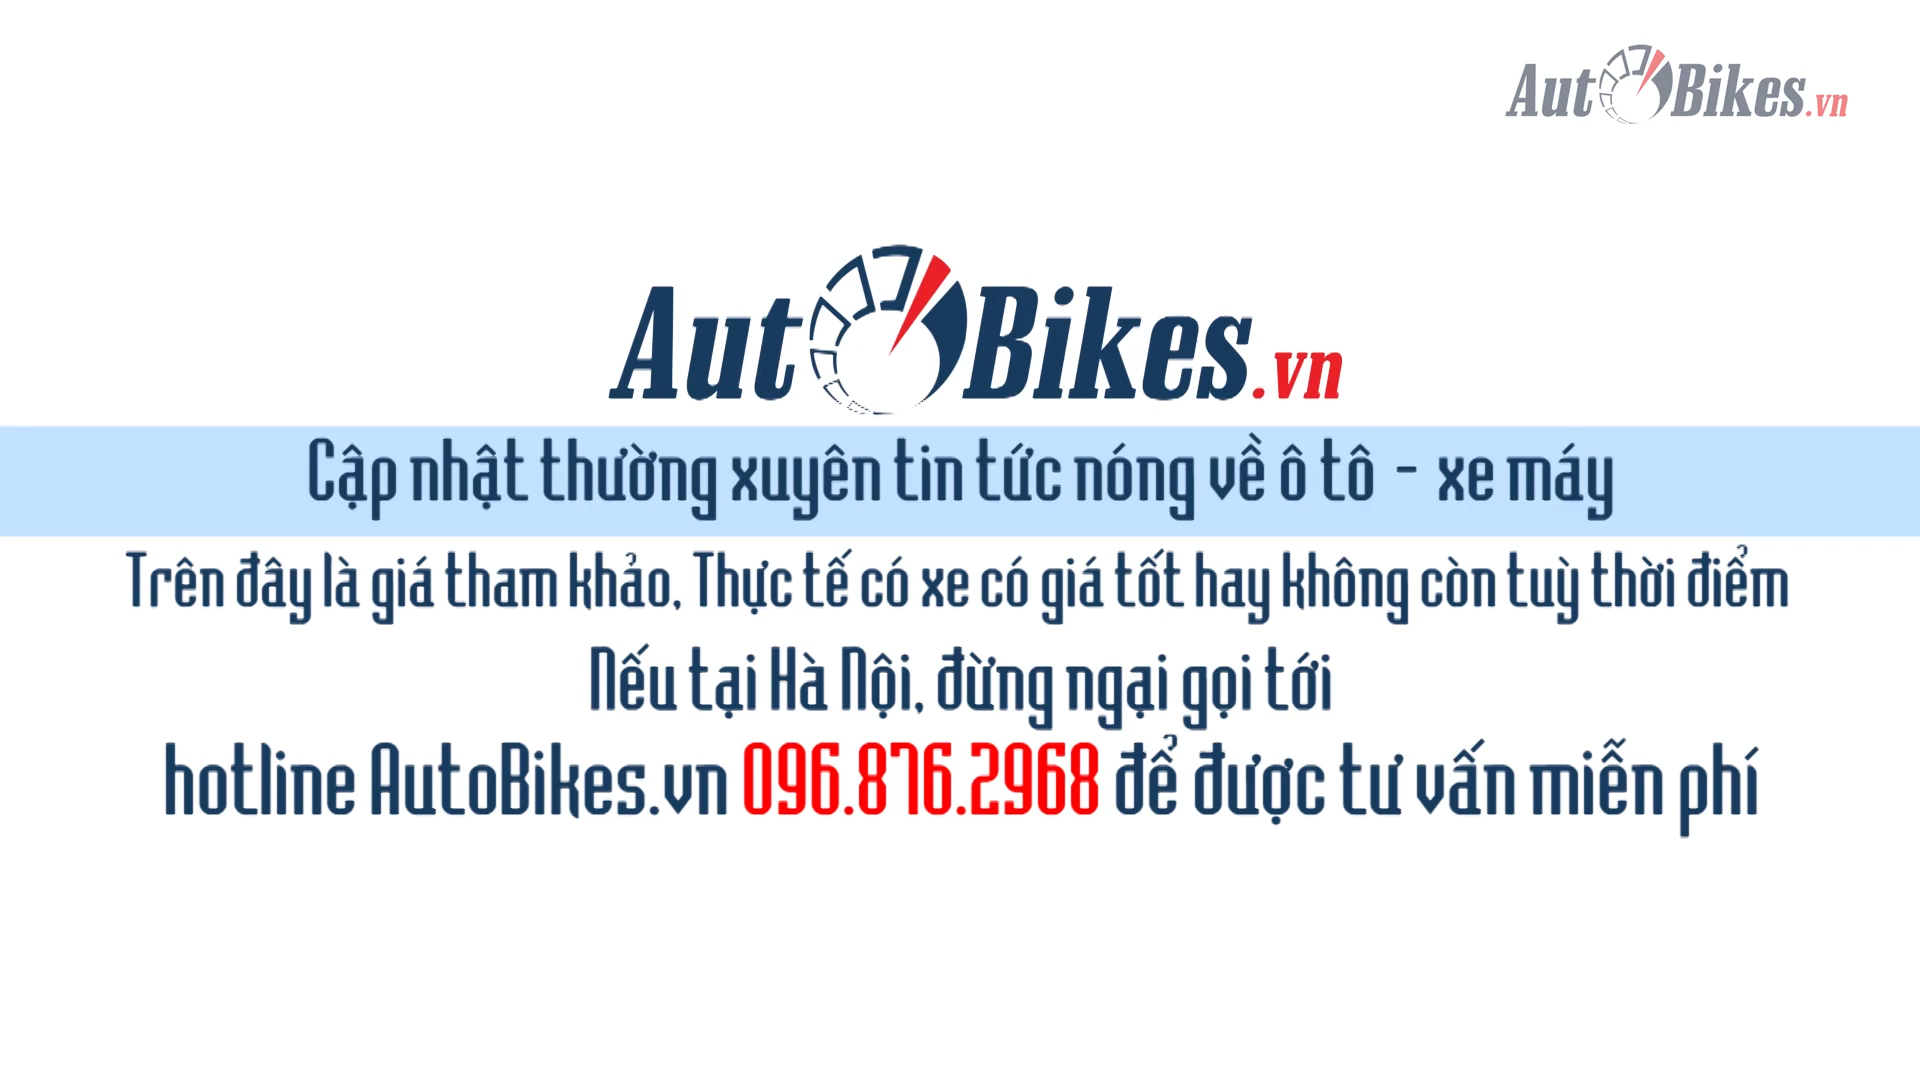 AutoBikes.vn
AutoBikes.vn
Cập nhật thường xuyên tin tức nóng về ô tô - xe máy
Trên đây là giá tham khảo, Thực tế có xe có giá tốt hay không còn tuỳ thời điểm
Nếu tại Hà Nội, đừng ngại gọi tới
hotline AutoBikes.vn 096.876.2968 để được tư vấn miễn phí